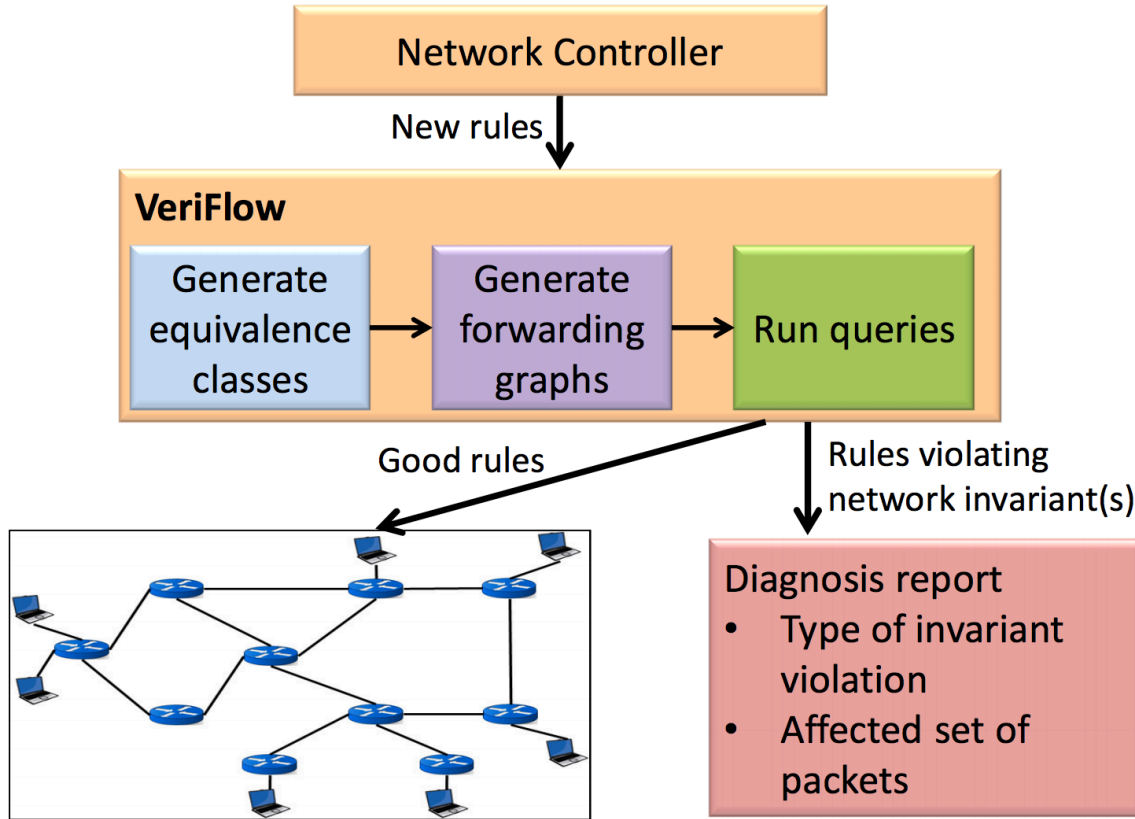 Network Controller
New rules
VeriFlow
Generate
equivalence
classes
Generate
forwarding
graphs
Run queries
Good rules
Rules violating
network invariant(s)
Diagnosis report
• Type of invariant
violation
• Affected set of
packets